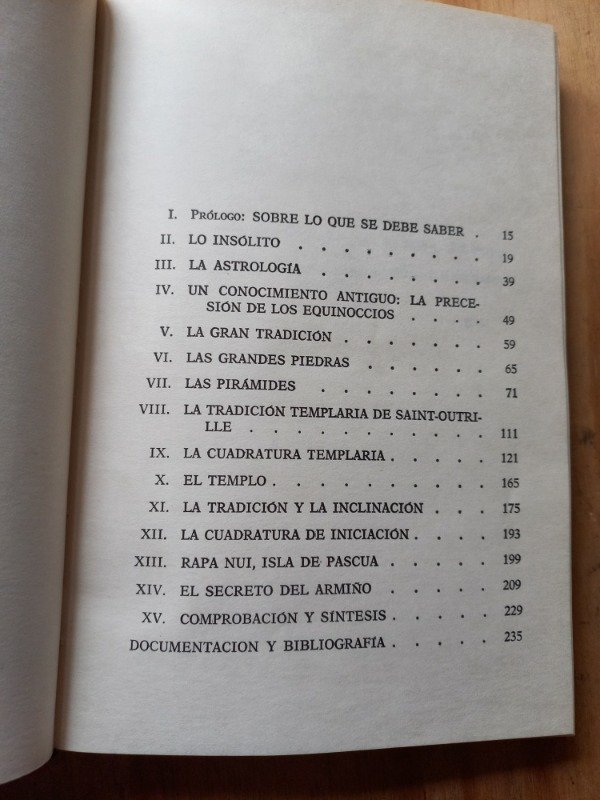 I. Prólogo: SOBRE LO QUE SE DEBE SABER . 15
II. LO INSÓLITO . . . . . . . . 19
III. LA ASTROLOGÍA . . . . . . . 39
IV. UN CONOCIMIENTO ANTIGUO: LA PRECE-
SIÓN DE LOS EQUINOCCIOS . . . . 49
V. LA GRAN TRADICIÓN . . . . . . 59
VI. LAS GRANDES PIEDRAS . . . . . 65
VII. LAS PIRÁMIDES . . . . . . . 71
VIII. LA TRADICIÓN TEMPLARIA DE SAINT-OUTRI-
LLE . . . . . . . . . . 111
IX. LA CUADRATURA TEMPLARIA . . . . . 121
X. EL TEMPLO . . . . . . . . . 165
XI. LA TRADICIÓN Y LA INCLINACIÓN . . . 175
XII. LA CUADRATURA DE INICIACIÓN . . . . 193
XIII. RAPA NUI, ISLA DE PASCUA . . . . 199
XIV. EL SECRETO DEL ARMIÑO . . . . . 209
XV. COMPROBACIÓN Y SÍNTESIS . . . . . 229
DOCUMENTACION Y BIBLIOGRAFÍA . . . . . 235